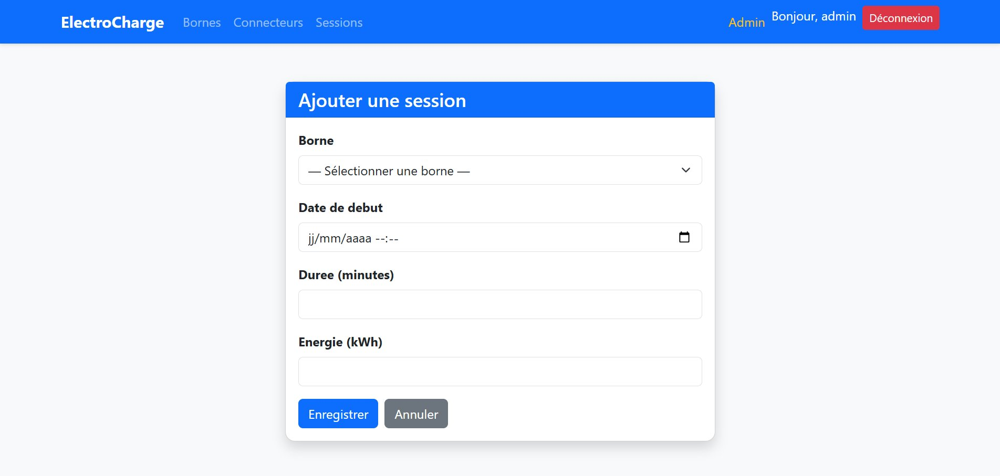 ElectroCharge Bornes Connecteurs Sessions Admin Bonjour, admin Déconnexion
Ajouter une session
Borne
— Sélectionner une borne —
Date de debut
jj/mm/aaaa --:--
Duree (minutes)
Energie (kWh)
Enregistrer Annuler